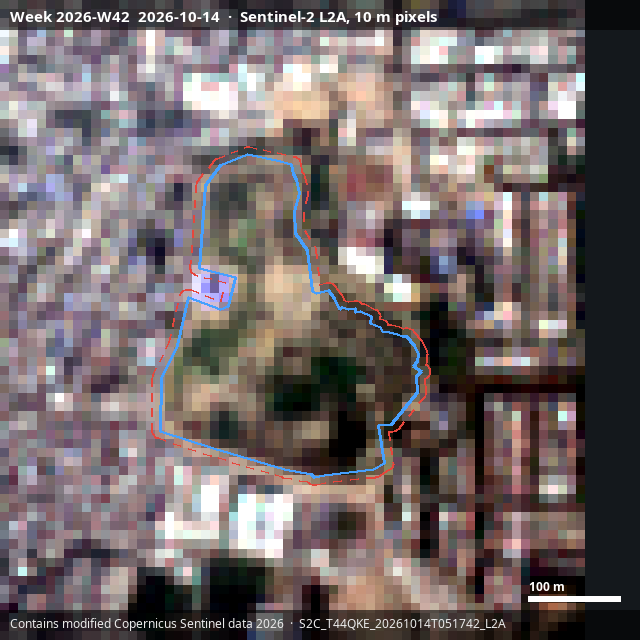 Week 2026-W42  2026-10-14  ·  Sentinel-2 L2A, 10 m pixels
100 m
Contains modified Copernicus Sentinel data 2026  ·  S2C_T44QKE_20261014T051742_L2A